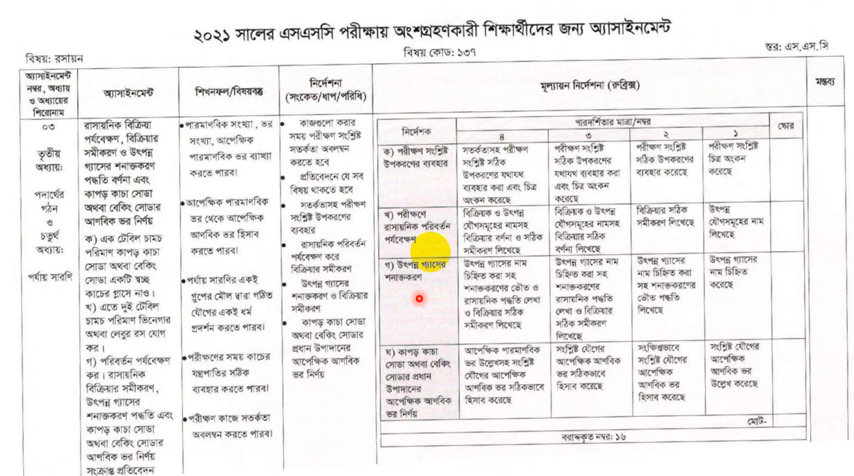 ২০২১ সালের এসএসসি পরীক্ষায় অংশগ্রহণকারী শিক্ষার্থীদের জন্য অ্যাসাইনমেন্ট
বিষয়: রসায়ন
বিষয় কোড: ১৩৭
স্তর: এস.এস.সি
অ্যাসাইনমেন্ট
নম্বর, অধ্যায়
ও অধ্যায়ের
শিরোনাম
অ্যাসাইনমেন্ট
শিখনফল/বিষয়বস্তু
নির্দেশনা
(সংকেত/ধাপ/পরিধি)
মূল্যায়ন নির্দেশনা (রুব্রিক্স)
মন্তব্য
০৩
তৃতীয়
অধ্যায়:
পদার্থের
গঠন
ও
চতুর্থ
অধ্যায়:
পর্যায় সারণি
রাসায়নিক বিক্রিয়া
পর্যবেক্ষণ, বিক্রিয়ার
সমীকরণ ও উৎপন্ন
গ্যাসের শনাক্তকরণ
পদ্ধতি বর্ণনা এবং
কাপড় কাচা সোডা
অথবা বেকিং সোডার
আণবিক ভর নির্ণয়
ক) এক টেবিল চামচ
পরিমাণ কাপড় কাচা
সোডা অথবা বেকিং
সোডা একটি স্বচ্ছ
কাচের গ্লাসে নাও।
খ) এতে দুই টেবিল
চামচ পরিমাণ ভিনেগার
অথবা লেবুর রস যোগ
কর।
গ) পরিবর্তন পর্যবেক্ষণ
কর। রাসায়নিক
বিক্রিয়ার সমীকরণ,
উৎপন্ন গ্যাসের
শনাক্তকরণ পদ্ধতি এবং
কাপড় কাচা সোডার
অথবা বেকিং সোডার
আণবিক ভর নির্ণয়
সংক্রান্ত প্রতিবেদন
•পারমাণবিক সংখ্যা, ভর
সংখ্যা, আপেক্ষিক
পারমাণবিক ভর ব্যাখ্যা
করতে পারব।
•আপেক্ষিক পারমাণবিক
ভর থেকে আপেক্ষিক
আণবিক ভর হিসাব
করতে পারব।
•পর্যায় সারণির একই
গ্রুপের মৌল দ্বারা গঠিত
যৌগের একই ধর্ম
প্রদর্শন করতে পারব।
•পরীক্ষণের সময় কাচের
যন্ত্রপাতির সঠিক
ব্যবহার করতে পারব।
•পরীক্ষণ কাজে সতর্কতা
অবলম্বন করতে পারব।
• কাজগুলো করার
সময় পরীক্ষণ সংশ্লিষ্ট
সতর্কতা অবলম্বন
করতে হবে
• প্রতিবেদনে যে সব
বিষয় থাকতে হবে
• সতর্কতাসহ পরীক্ষণ
সংশ্লিষ্ট উপকরণের
ব্যবহার
• রাসায়নিক পরিবর্তন
পর্যবেক্ষণ করে
বিক্রিয়ার সমীকরণ
• উৎপন্ন গ্যাসের
শনাক্তকরণ ও বিক্রিয়ার
সমীকরণ
• কাপড় কাচা সোডা
অথবা বেকিং সোডার
প্রধান উপাদানের
আপেক্ষিক আণবিক
ভর নির্ণয়
নির্দেশক
পারদর্শিতার মাত্রা/নম্বর
স্কোর
৪
৩
২
১
ক) পরীক্ষণ সংশ্লিষ্ট
উপকরণের ব্যবহার
সতর্কতাসহ পরীক্ষণ
সংশ্লিষ্ট সঠিক
উপকরণের যথাযথ
ব্যবহার করা এবং চিত্র
অংকন করেছে
পরীক্ষণ সংশ্লিষ্ট
সঠিক উপকরণের
যথাযথ ব্যবহার করা
এবং চিত্র অংকন
করেছে
পরীক্ষণ সংশ্লিষ্ট
সঠিক উপকরণের
ব্যবহার করেছে
পরীক্ষণ সংশ্লিষ্ট
চিত্র অংকন
করেছে
খ) পরীক্ষণে
রাসায়নিক পরিবর্তন
পর্যবেক্ষণ
বিক্রিয়ক ও উৎপন্ন
যৌগসমূহের নামসহ
বিক্রিয়ার বর্ণনা ও সঠিক
সমীকরণ লিখেছে
বিক্রিয়ক ও উৎপন্ন
যৌগসমূহের নামসহ
বিক্রিয়ার সঠিক
বর্ণনা লিখেছে
বিক্রিয়ার সঠিক
সমীকরণ লিখেছে
উৎপন্ন
যৌগসমূহের নাম
লিখেছে
গ) উৎপন্ন গ্যাসের
শনাক্তকরণ
উৎপন্ন গ্যাসের নাম
চিহ্নিত করা সহ
শনাক্তকরণের ভৌত ও
রাসায়নিক পদ্ধতি লেখা
ও বিক্রিয়ার সঠিক
সমীকরণ লিখেছে
উৎপন্ন গ্যাসের নাম
চিহ্নিত করা সহ
শনাক্তকরণের
রাসায়নিক পদ্ধতি
লেখা ও বিক্রিয়ার
সঠিক সমীকরণ
লিখেছে
উৎপন্ন গ্যাসের
নাম চিহ্নিত করা
সহ শনাক্তকরণের
ভৌত পদ্ধতি
লিখেছে
উৎপন্ন গ্যাসের
নাম চিহ্নিত
করেছে
ঘ) কাপড় কাচা
সোডা অথবা বেকিং
সোডার প্রধান
উপাদানের
আপেক্ষিক আণবিক
ভর নির্ণয়
আপেক্ষিক পারমাণবিক
ভর উল্লেখসহ সংশ্লিষ্ট
যৌগের আপেক্ষিক
আণবিক ভর সঠিকভাবে
হিসাব করেছে
সংশ্লিষ্ট যৌগের
আপেক্ষিক আণবিক
ভর সঠিকভাবে
হিসাব করেছে
সংক্ষিপ্তভাবে
সংশ্লিষ্ট যৌগের
আপেক্ষিক
আণবিক ভর
হিসাব করেছে
সংশ্লিষ্ট যৌগের
আপেক্ষিক
আণবিক ভর
উল্লেখ করেছে
মোট-
বরাদ্দকৃত নম্বর: ১৬